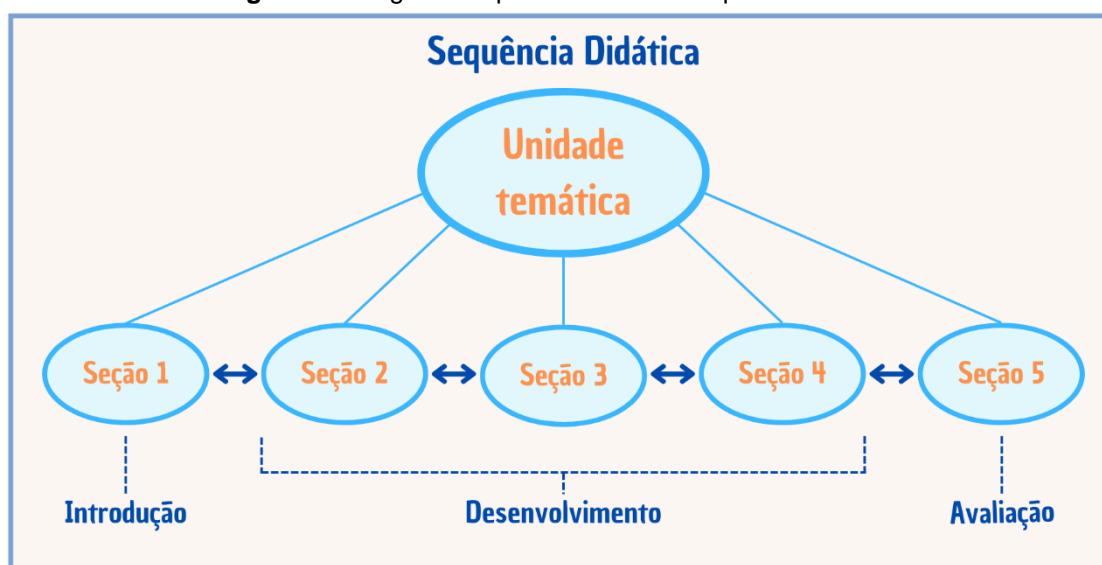 Sequência Didática
Unidade
temática
Seção 1
Seção 2
Seção 3
Seção 4
Seção 5
Introdução
Desenvolvimento
Avaliação